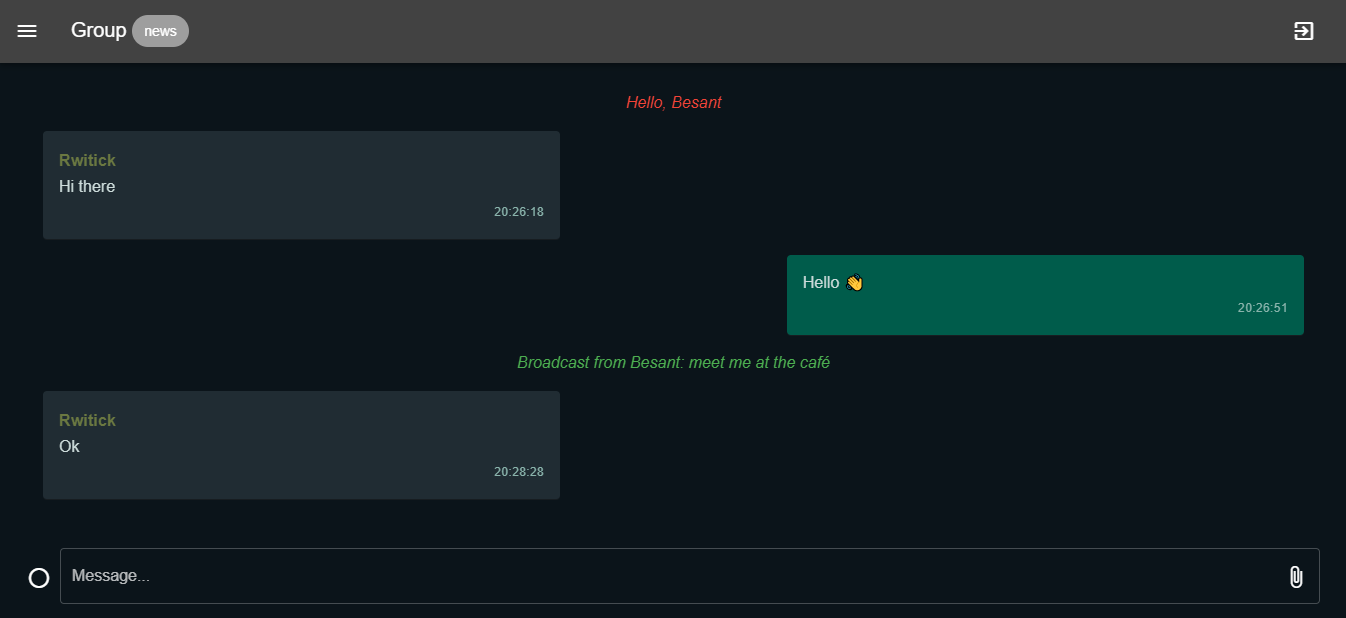 Group news
Hello, Besant
Rwitick
Hi there
20:26:18
Hello 👋
20:26:51
Broadcast from Besant: meet me at the café
Rwitick
Ok
20:28:28
Message...